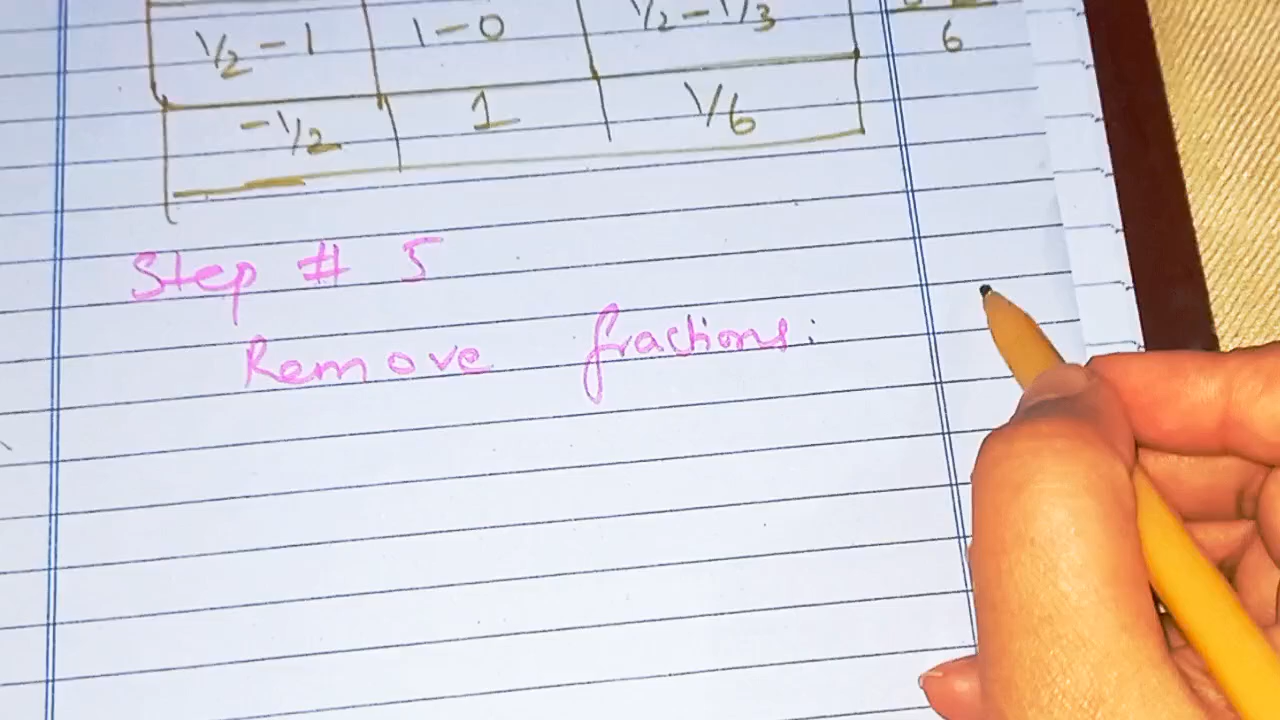 ½ - 1 1 - 0 ½ - ⅓ 6
-½ 1 1/6
Step # 5
Remove fractions: